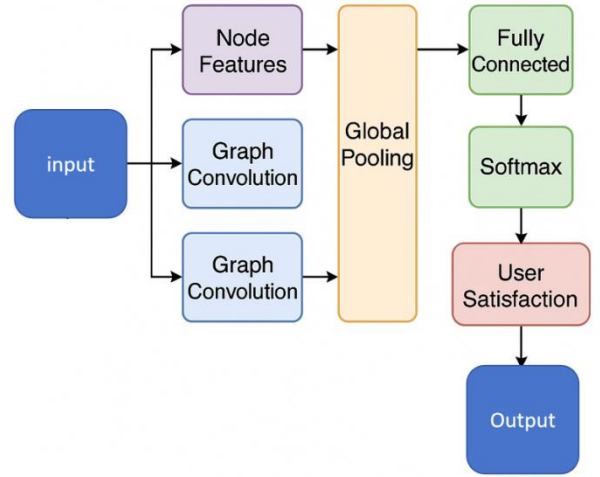 input
Node
Features
Graph
Convolution
Graph
Convolution
Global
Pooling
Fully
Connected
Softmax
User
Satisfaction
Output